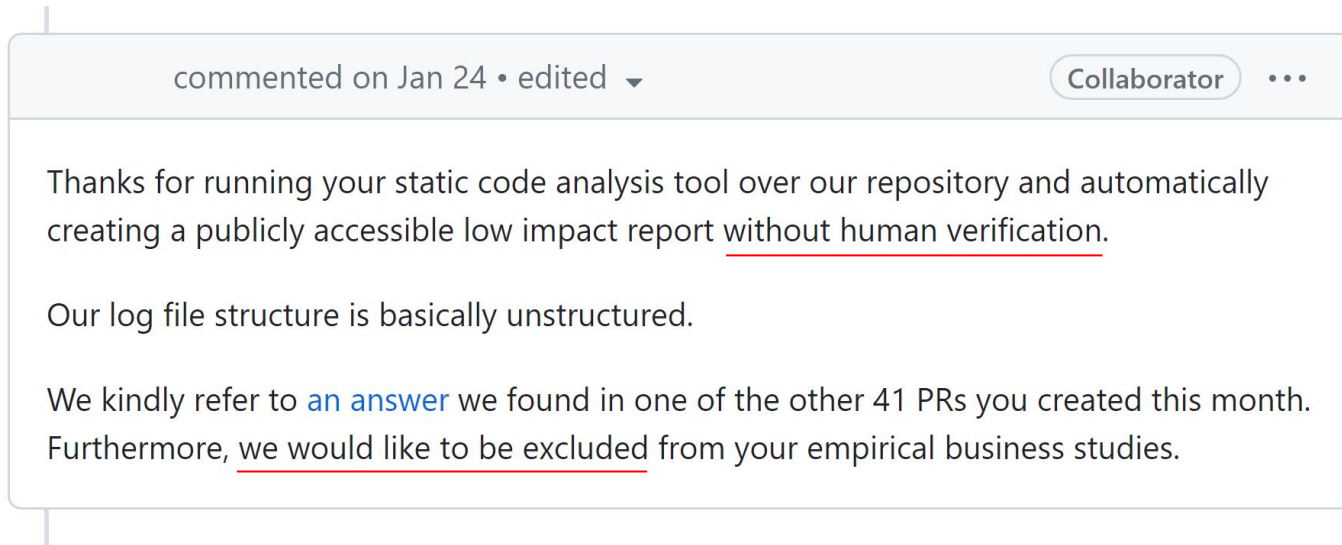 commented on Jan 24 • edited
Collaborator
Thanks for running your static code analysis tool over our repository and automatically
creating a publicly accessible low impact report without human verification.
Our log file structure is basically unstructured.
We kindly refer to an answer we found in one of the other 41 PRs you created this month.
Furthermore, we would like to be excluded from your empirical business studies.